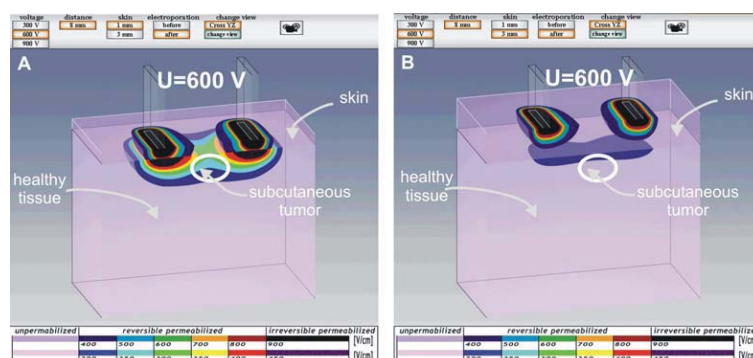 voltage distance skin electroporation change view
300 V 8 mm 1 mm before Cross YZ
600 V 3 mm after change view
900 V
A
U=600 V
skin
healthy
tissue
subcutaneous
tumor
unpermabilized reversible permeabilized irreversible permeabilized
400 500 600 700 800 900 [V/cm]
[V/cm]
voltage distance skin electroporation change view
300 V 8 mm 1 mm before Cross YZ
600 V 3 mm after change view
900 V
B
U=600 V
skin
healthy
tissue
subcutaneous
tumor
unpermabilized reversible permeabilized irreversible permeabilized
400 500 600 700 800 900 [V/cm]
[V/cm]